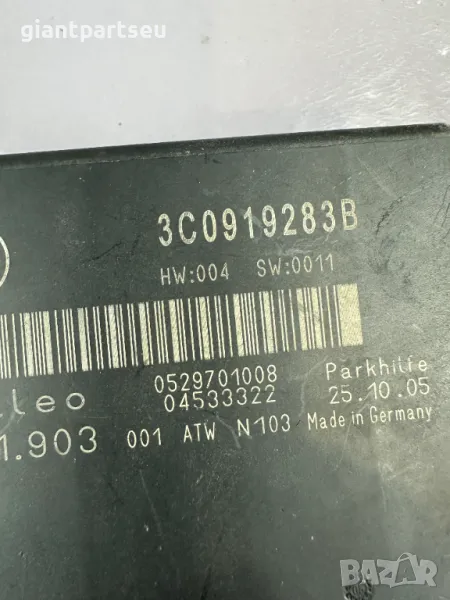 giantpartseu
3C0919283B
HW:004 SW:0011
0529701008 Parkhilfe
leo 04533322 25.10.05
1.903 001 ATW N103 Made in Germany
bazar